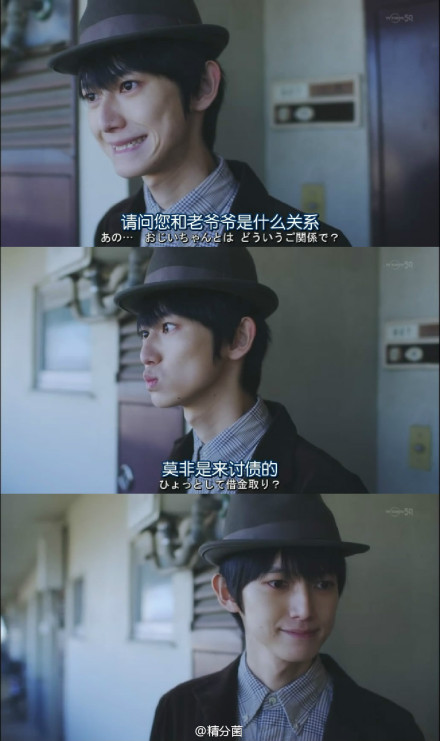 请问您和老爷爷是什么关系
あの… おじいちゃんとは どういうご関係で？
莫非是来讨债的
ひょっとして借金取り？
@精分菌